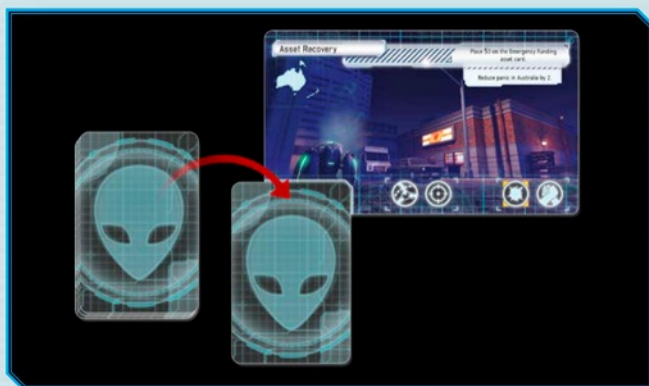 Asset Recovery
Place $3 on the Emergency Funding
asset card.
Reduce panic in Australia by 2.